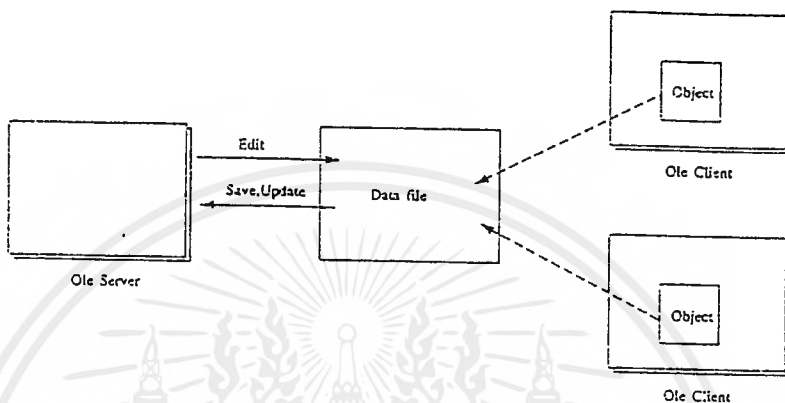 Object
Ole Client
Edit
Save,Update
Data file
Ole Server
Object
Ole Client